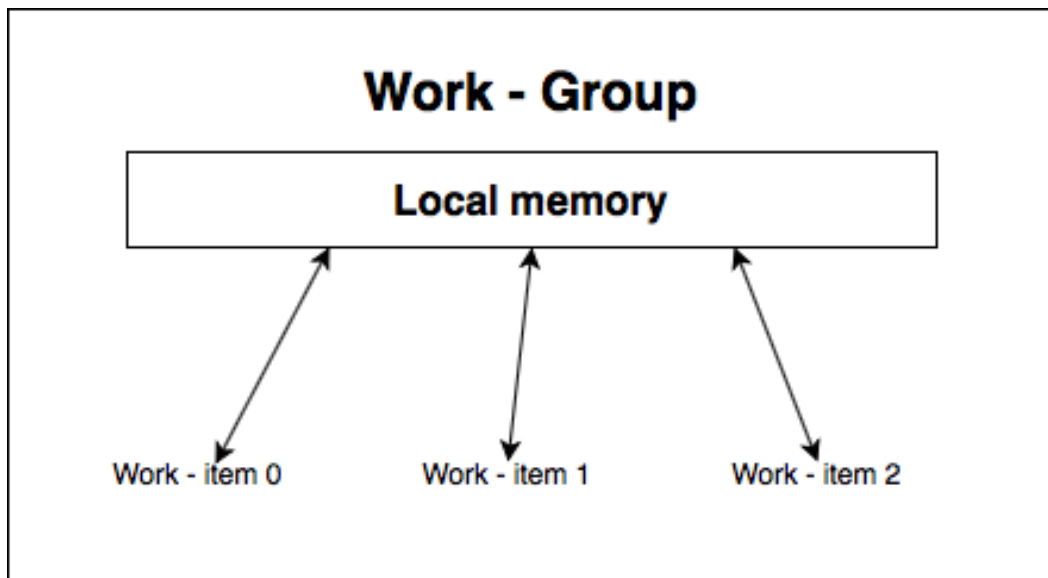 Work - Group
Local memory
Work - item 0
Work - item 1
Work - item 2